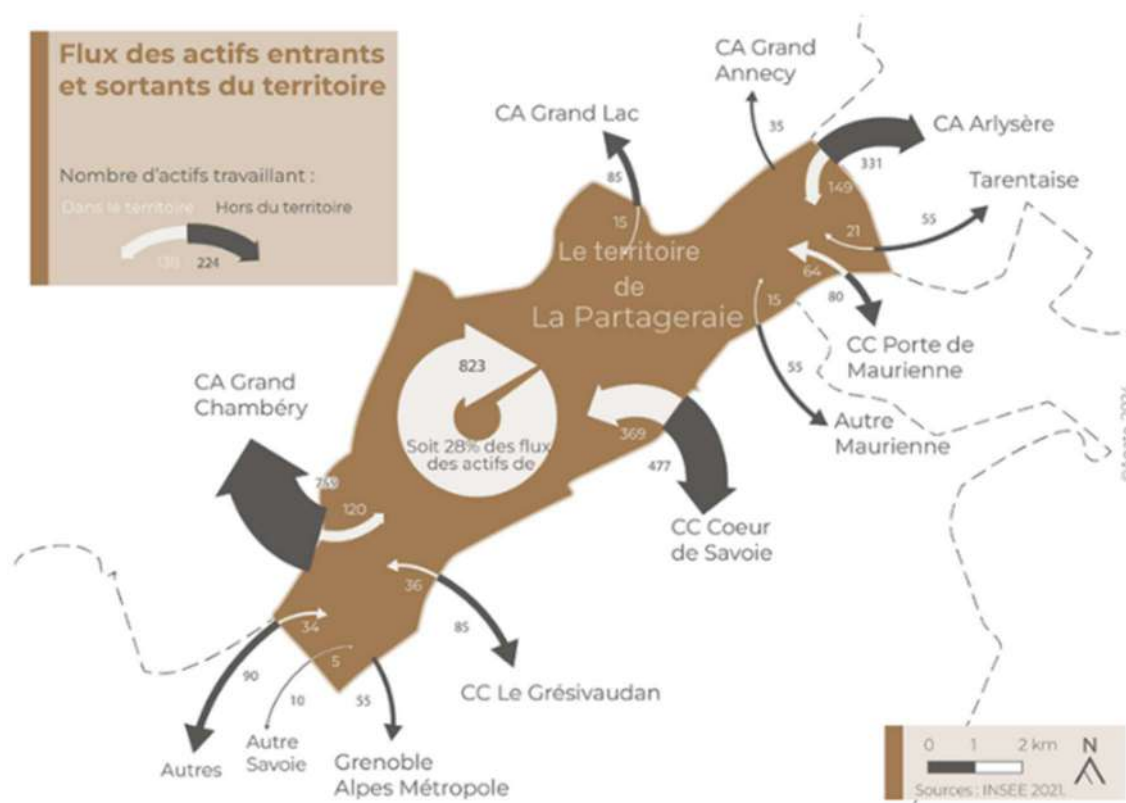 Flux des actifs entrants
et sortants du territoire
Nombre d'actifs travaillant :
Dans le territoire
Hors du territoire
224
CA Grand
Annecy
35
CA Grand Lac
85
15
CA Arlysère
331
149
Tarentaise
55
21
64
80
CC Porte de
Maurienne
15
55
Autre
Maurienne
Le territoire
de
La Partageraie
823
Soit 28% des flux
des actifs de
CA Grand
Chambéry
120
369
477
CC Coeur
de Savoie
36
85
CC Le Grésivaudan
34
90
Autres
5
10
Autre
Savoie
55
Grenoble
Alpes Métropole
0 1 2 km
N
Sources : INSEE 2021.